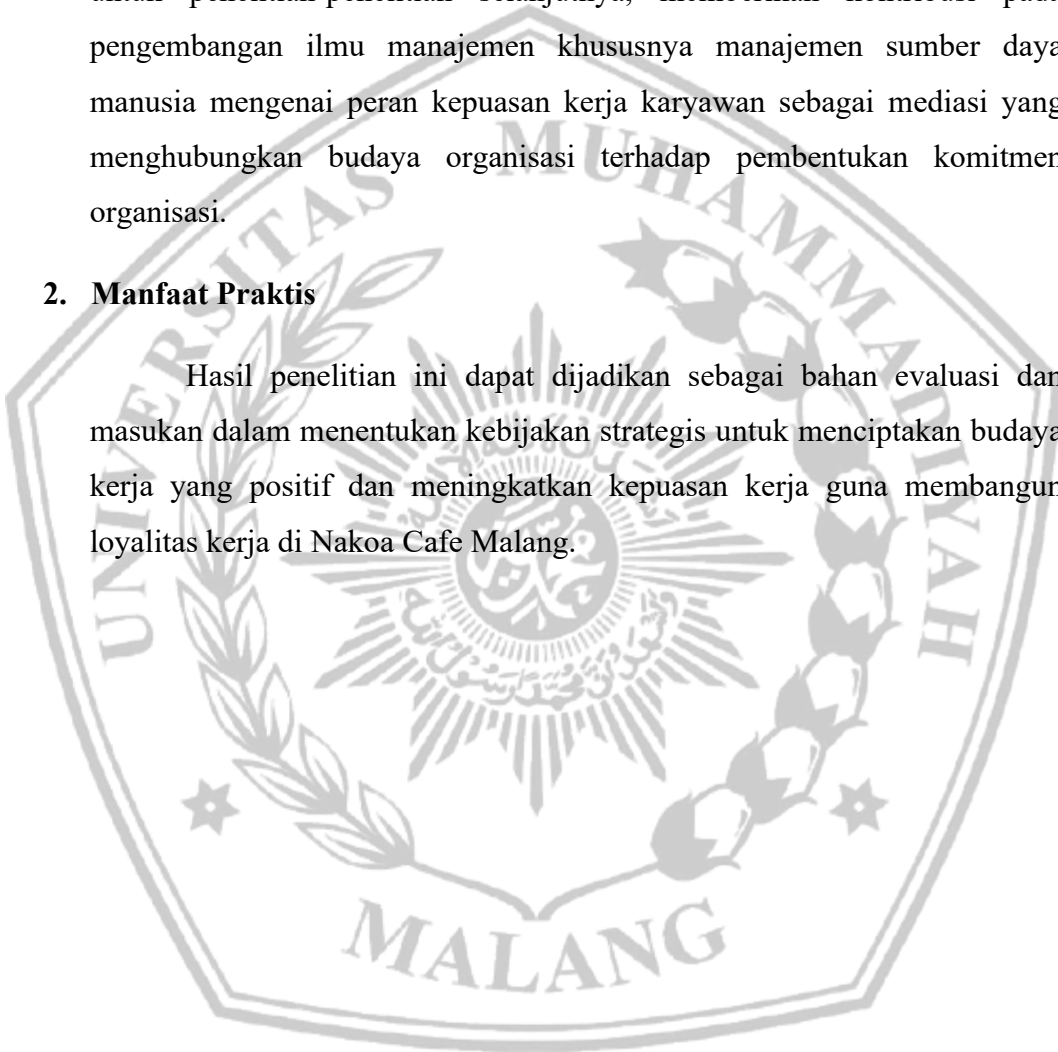 pengembangan ilmu manajemen khususnya manajemen sumber daya
manusia mengenai peran kepuasan kerja karyawan sebagai mediasi yang
menghubungkan budaya organisasi terhadap pembentukan komitmen
organisasi.
2. Manfaat Praktis
Hasil penelitian ini dapat dijadikan sebagai bahan evaluasi dan
masukan dalam menentukan kebijakan strategis untuk menciptakan budaya
kerja yang positif dan meningkatkan kepuasan kerja guna membangun
loyalitas kerja di Nakoa Cafe Malang.
UNIVERSITAS MUHAMMADIYAH
MALANG